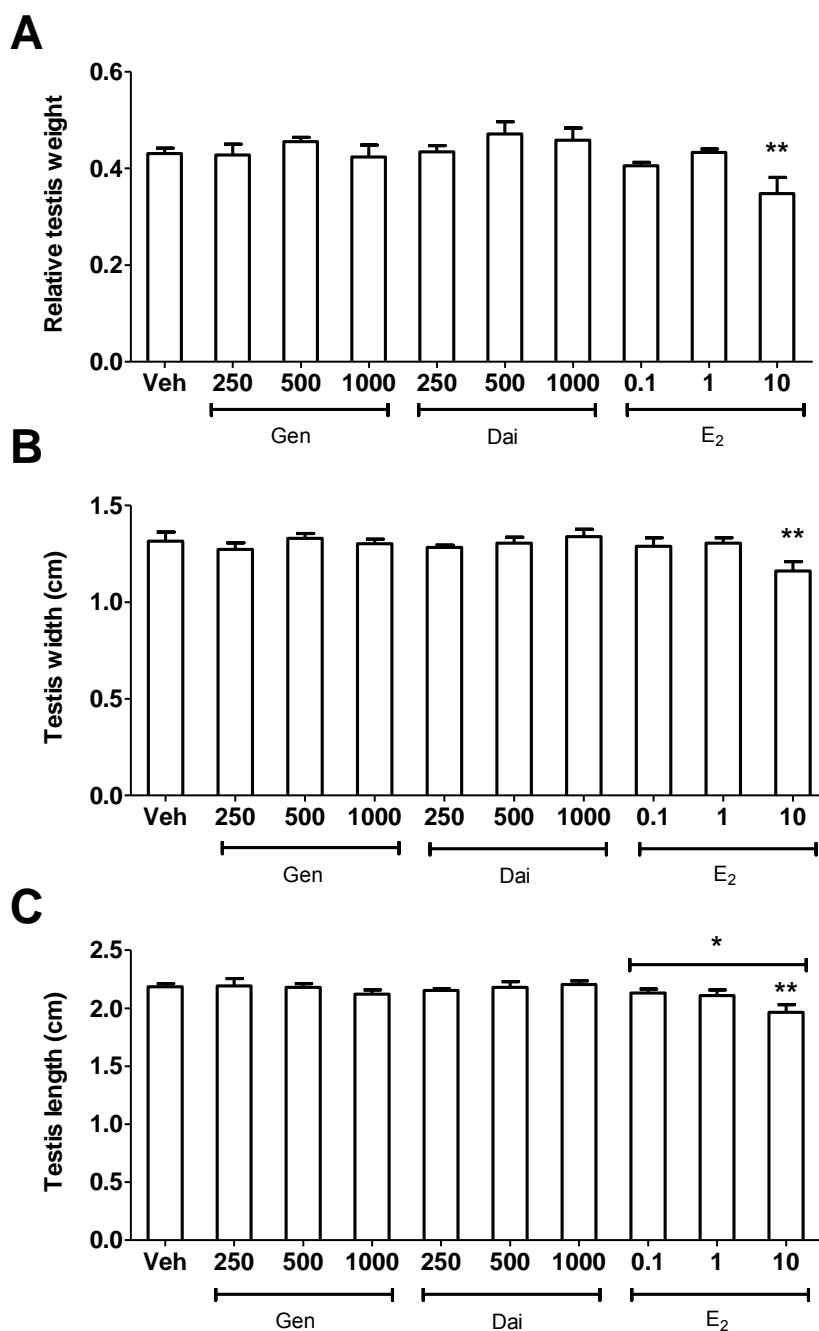 A
Relative testis weight
0.6
0.4
0.2
0.0
**
Veh 250 500 1000 250 500 1000 0.1 1 10
Gen Dai E₂
B
Testis width (cm)
1.5
1.0
0.5
0.0
**
Veh 250 500 1000 250 500 1000 0.1 1 10
Gen Dai E₂
C
Testis length (cm)
2.5
2.0
1.5
1.0
0.5
0.0
*
**
Veh 250 500 1000 250 500 1000 0.1 1 10
Gen Dai E₂